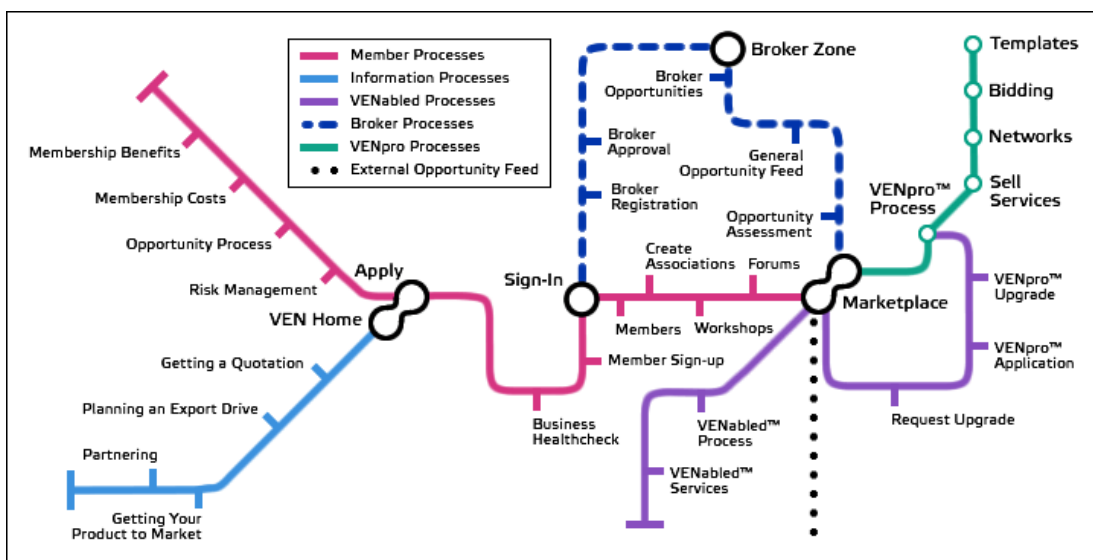 Member Processes
Information Processes
VENabled Processes
Broker Processes
VENpro Processes
External Opportunity Feed
Broker Zone
Broker
Opportunities
Broker
Approval
General
Opportunity Feed
Broker
Registration
Opportunity
Assessment
Templates
Bidding
Networks
Sell
Services
VENpro™
Process
Membership Benefits
Membership Costs
Opportunity Process
Risk Management
Apply
VEN Home
Sign-In
Create
Associations
Forums
Members
Workshops
Marketplace
VENpro™
Upgrade
VENpro™
Application
Request Upgrade
Member Sign-up
Business
Healthcheck
VENabled™
Process
VENabled™
Services
Getting a Quotation
Planning an Export Drive
Partnering
Getting Your
Product to Market